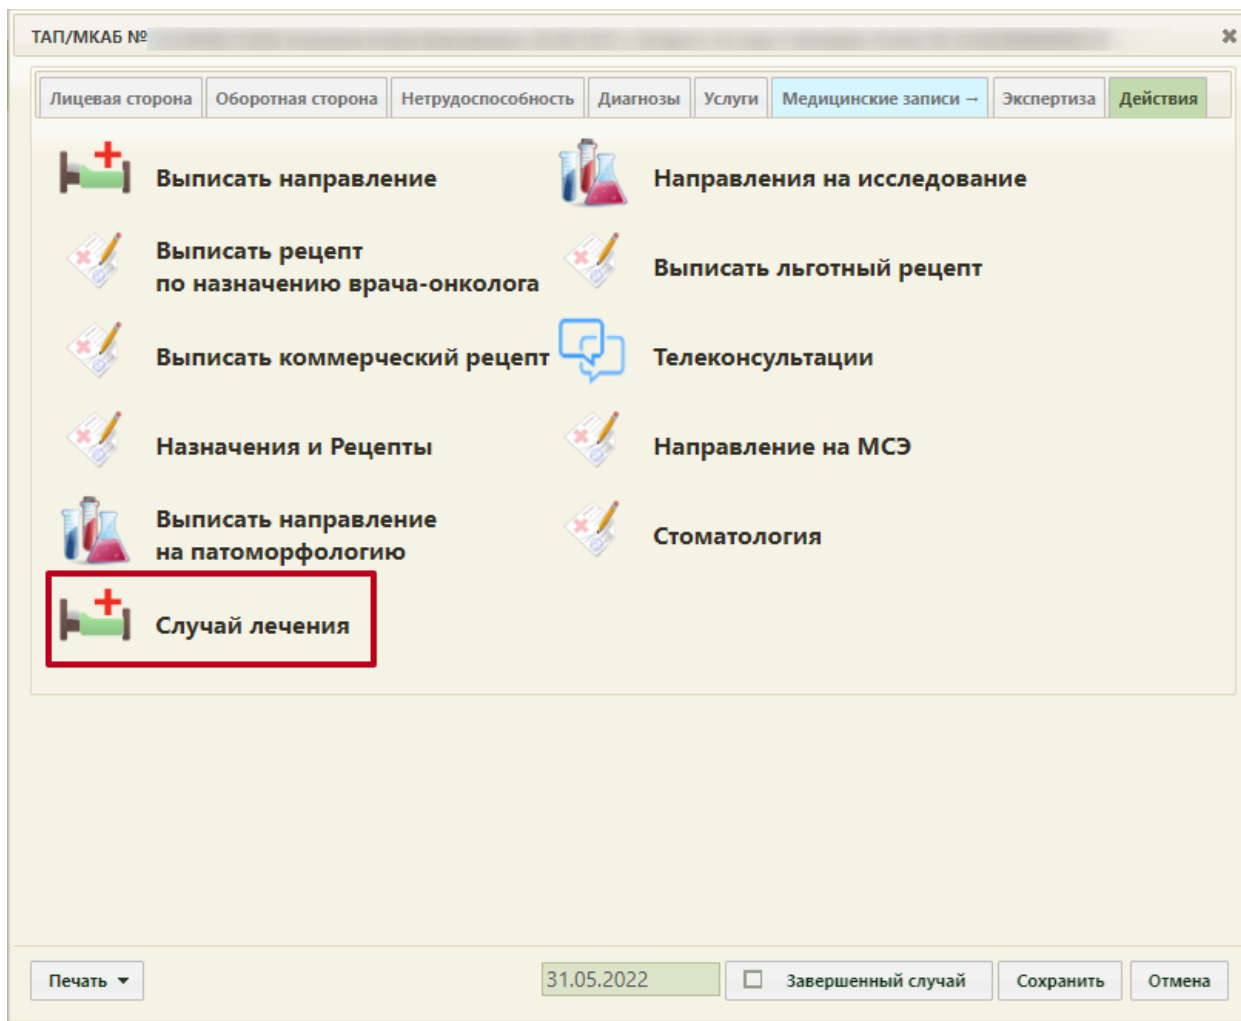 ТАП/МКАБ №
Лицевая сторона Оборотная сторона Нетрудоспособность Диагнозы Услуги Медицинские записи → Экспертиза Действия
Выписать направление
Направления на исследование
Выписать рецепт
по назначению врача-онколога
Выписать льготный рецепт
Выписать коммерческий рецепт
Телеконсультации
Назначения и Рецепты
Направление на МСЭ
Выписать направление
на патоморфологию
Стоматология
Случай лечения
Печать 31.05.2022 Завершенный случай Сохранить Отмена